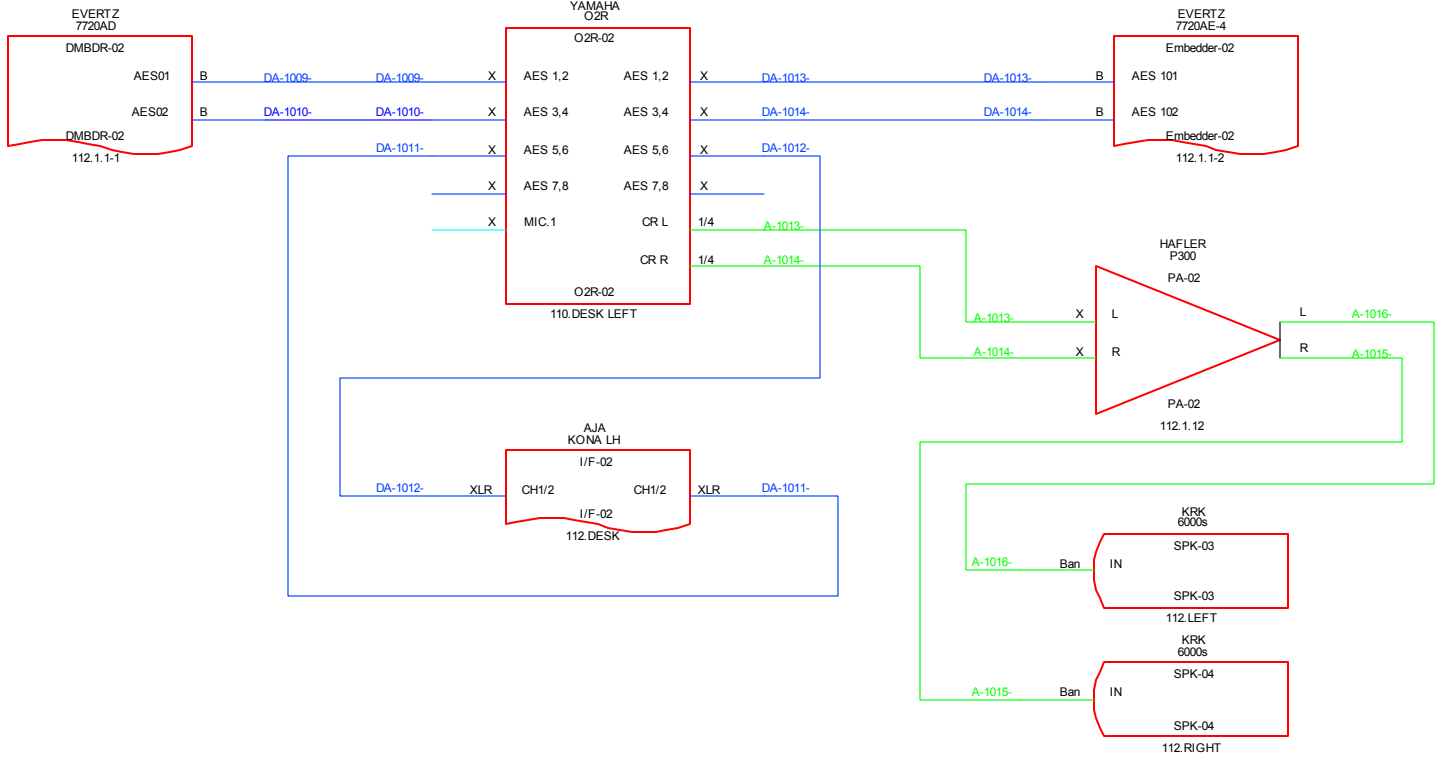 EVERTZ
7720AD
DMBDR-02
AES01 B DA-1009- DA-1009-
AES02 B DA-1010- DA-1010-
DMBDR-02
112.1.1-1
DA-1011-
YAMAHA
O2R
O2R-02
X AES 1,2 AES 1,2 X
X AES 3,4 AES 3,4 X
X AES 5,6 AES 5,6 X
X AES 7,8 AES 7,8 X
X MIC.1 CR L 1/4
CR R 1/4
O2R-02
110.DESK LEFT
DA-1013- DA-1013-
DA-1014- DA-1014-
DA-1012-
A-1013-
A-1014-
EVERTZ
7720AE-4
Embedder-02
B AES 101
B AES 102
Embedder-02
112.1.1-2
HAFLER
P300
PA-02
A-1013- X L L A-1016-
A-1014- X R R A-1015-
PA-02
112.1.12
AJA
KONA LH
I/F-02
DA-1012- XLR CH1/2 CH1/2 XLR DA-1011-
I/F-02
112.DESK
KRK
6000s
SPK-03
A-1016- Ban IN
SPK-03
112.LEFT
KRK
6000s
SPK-04
A-1015- Ban IN
SPK-04
112.RIGHT